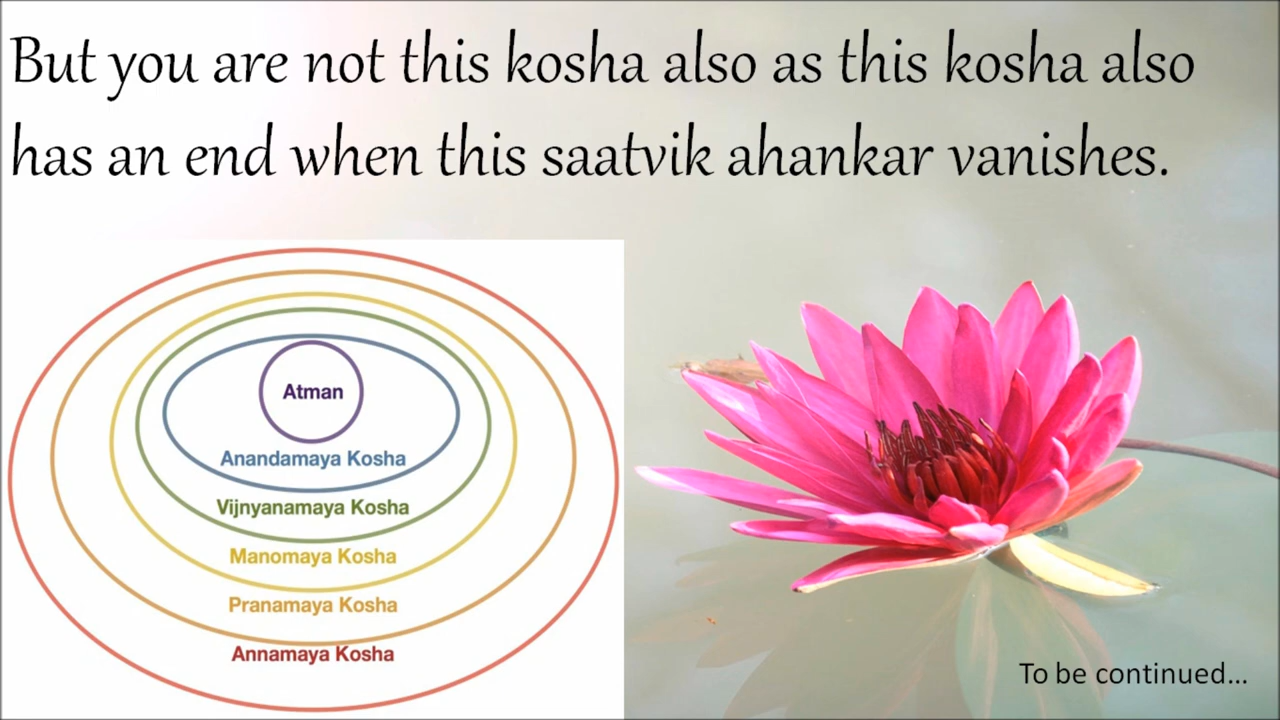 But you are not this kosha also as this kosha also
has an end when this saatvik ahankar vanishes.
Atman
Anandamaya Kosha
Vijnyanamaya Kosha
Manomaya Kosha
Pranamaya Kosha
Annamaya Kosha
To be continued...